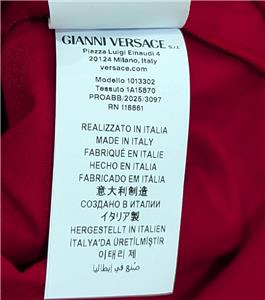 GIANNI VERSACE S.r.l.
Piazza Luigi Einaudi 4
20124 Milano, Italy
versace.com
Modello 1013302
Tessuto 1A15870
PROABB/2025/3097
RN 118861
REALIZZATO IN ITALIA
MADE IN ITALY
FABRIQUÉ EN ITALIE
HECHO EN ITALIA
FABRICADO EM ITÁLIA
意大利制造
СОЗДАНО В ИТАЛИИ
イタリア製
HERGESTELLT IN ITALIEN
İTALYA'DA ÜRETİLMİŞTİR
이태리 제
صُنع في إيطاليا